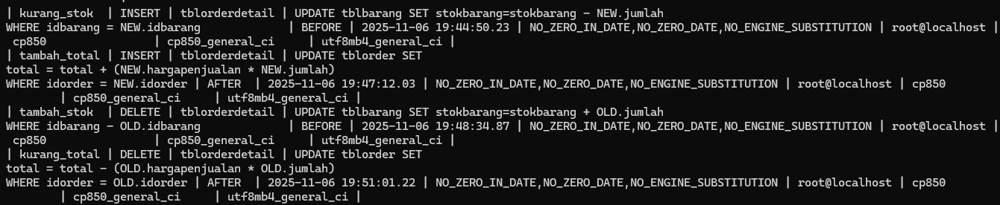 | kurang_stok  | INSERT | tblorderdetail | UPDATE tblbarang SET stokbarang=stokbarang - NEW.jumlah
WHERE idbarang = NEW.idbarang             | BEFORE | 2025-11-06 19:44:50.23 | NO_ZERO_IN_DATE,NO_ZERO_DATE,NO_ENGINE_SUBSTITUTION | root@localhost |
 cp850                | cp850_general_ci     | utf8mb4_general_ci |
| tambah_total | INSERT | tblorderdetail | UPDATE tblorder SET
total = total + (NEW.hargapenjualan * NEW.jumlah)
WHERE idorder = NEW.idorder | AFTER  | 2025-11-06 19:47:12.03 | NO_ZERO_IN_DATE,NO_ZERO_DATE,NO_ENGINE_SUBSTITUTION | root@localhost | cp850
        | cp850_general_ci     | utf8mb4_general_ci |
| tambah_stok  | DELETE | tblorderdetail | UPDATE tblbarang SET stokbarang=stokbarang + OLD.jumlah
WHERE idbarang - OLD.idbarang             | BEFORE | 2025-11-06 19:48:34.87 | NO_ZERO_IN_DATE,NO_ZERO_DATE,NO_ENGINE_SUBSTITUTION | root@localhost |
 cp850                | cp850_general_ci     | utf8mb4_general_ci |
| kurang_total | DELETE | tblorderdetail | UPDATE tblorder SET
total = total - (OLD.hargapenjualan * OLD.jumlah)
WHERE idorder = OLD.idorder | AFTER  | 2025-11-06 19:51:01.22 | NO_ZERO_IN_DATE,NO_ZERO_DATE,NO_ENGINE_SUBSTITUTION | root@localhost | cp850
        | cp850_general_ci     | utf8mb4_general_ci |